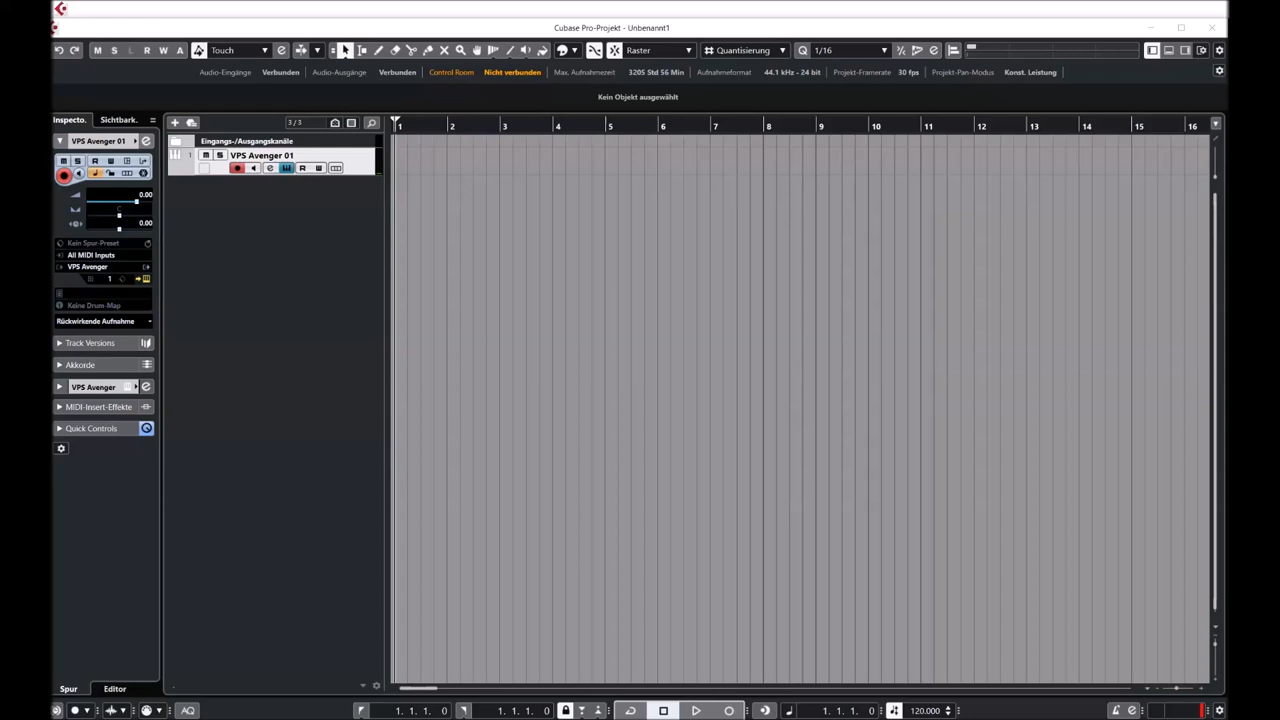 Cubase Pro-Projekt - Unbenannt1
M S L R W A Touch Raster Quantisierung Q 1/16
Audio-Eingänge Verbunden Audio-Ausgänge Verbunden Control Room Nicht verbunden Max. Aufnahmezeit 3205 Std 56 Min Aufnahmeformat 44.1 kHz - 24 bit Projekt-Framerate 30 fps Projekt-Pan-Modus Konst. Leistung
Kein Objekt ausgewählt
Inspecto. Sichtbark. 3 / 3 1 2 3 4 5 6 7 8 9 10 11 12 13 14 15 16
VPS Avenger 01 Eingangs-/Ausgangskanäle
1 M S VPS Avenger 01
M S R W
R W
0.00
C
0.00
Kein Spur-Preset
All MIDI Inputs
VPS Avenger
1
Keine Drum-Map
Rückwirkende Aufnahme
Track Versions
Akkorde
VPS Avenger
MIDI-Insert-Effekte
Quick Controls
Spur Editor
AQ 1. 1. 1. 0 1. 1. 1. 0 1. 1. 1. 0 120.000